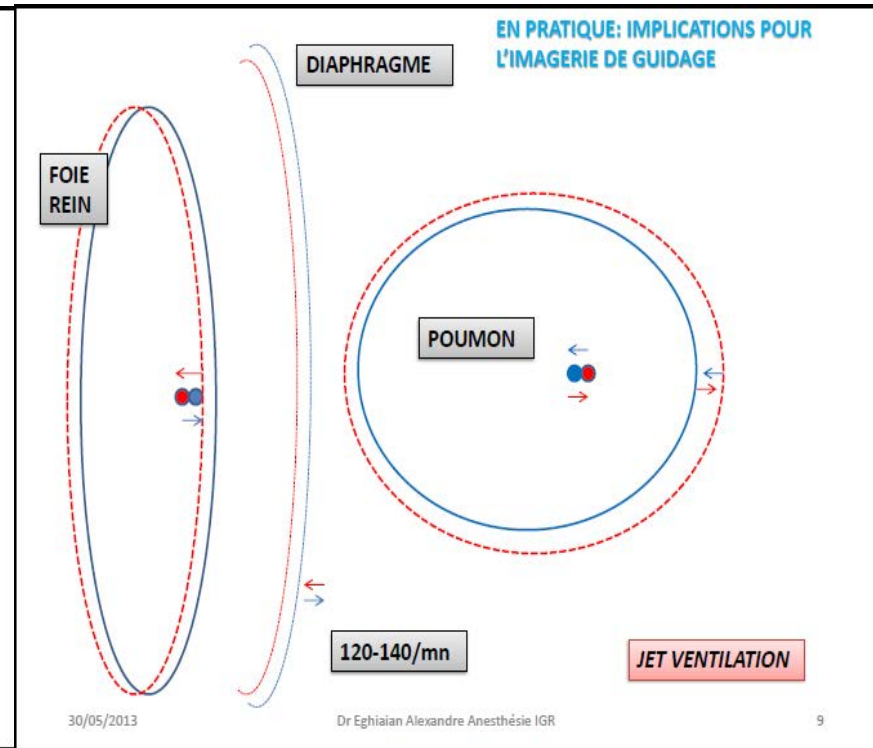 EN PRATIQUE: IMPLICATIONS POUR
L'IMAGERIE DE GUIDAGE
DIAPHRAGME
FOIE
REIN
POUMON
120-140/mn
JET VENTILATION
30/05/2013
Dr Eghiaian Alexandre Anesthésie IGR
9